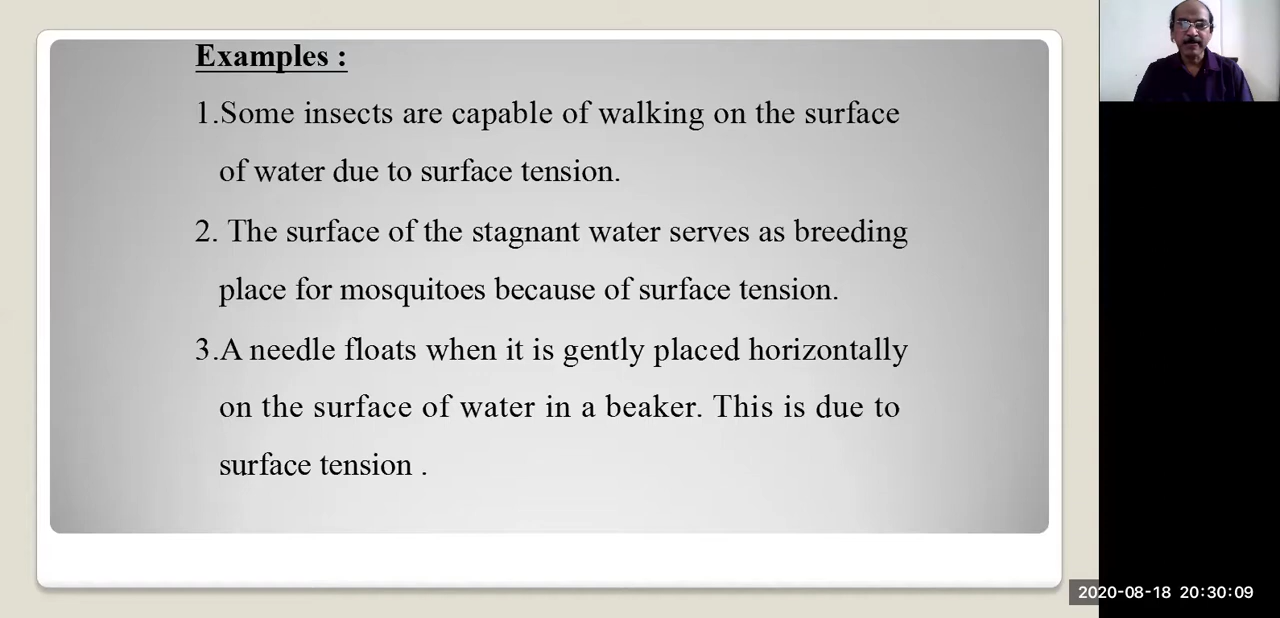 Examples :
1.Some insects are capable of walking on the surface
of water due to surface tension.
2. The surface of the stagnant water serves as breeding
place for mosquitoes because of surface tension.
3.A needle floats when it is gently placed horizontally
on the surface of water in a beaker. This is due to
surface tension .
2020-08-18 20:30:09